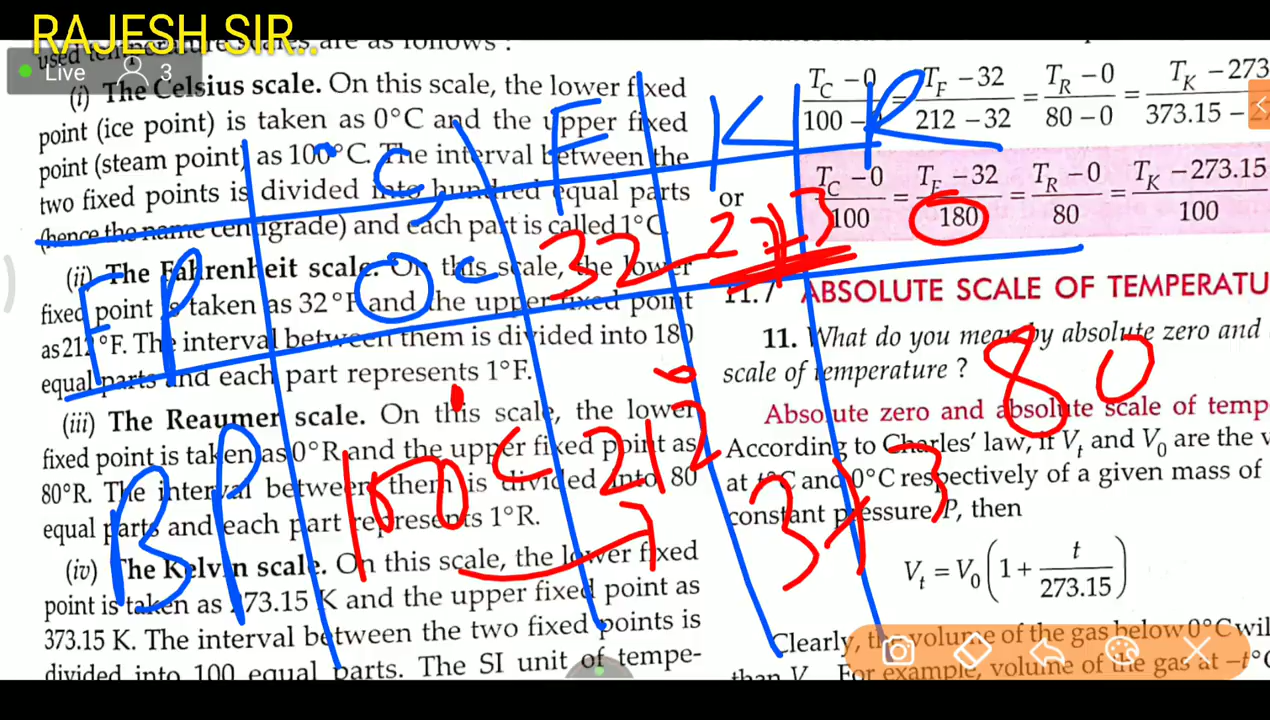 RAJESH SIR..
Live 3
used temperature scales are as follows :
(i) The Celsius scale. On this scale, the lower fixed
point (ice point) is taken as 0°C and the upper fixed
point (steam point) as 100°C. The interval between the
two fixed points is divided into hundred equal parts
(hence the name centigrade) and each part is called 1°C.
(ii) The Fahrenheit scale. On this scale, the lower
fixed point is taken as 32°F and the upper fixed point
as 212°F. The interval between them is divided into 180
equal parts and each part represents 1°F.
(iii) The Reaumer scale. On this scale, the lower
fixed point is taken as 0°R and the upper fixed point as
80°R. The interval between them is divided into 80
equal parts and each part represents 1°R.
(iv) The Kelvin scale. On this scale, the lower fixed
point is taken as 273.15 K and the upper fixed point as
373.15 K. The interval between the two fixed points is
divided into 100 equal parts. The SI unit of tempe-
T_C − 0 / 100 − = T_F − 32 / 212 − 32 = T_R − 0 / 80 − 0 = T_K − 273 / 373.15 −
or T_C − 0 / 100 = T_F − 32 / 180 = T_R − 0 / 80 = T_K − 273.15 / 100
11.7 ABSOLUTE SCALE OF TEMPERATU
11. What do you mean by absolute zero and
scale of temperature ?
Absolute zero and absolute scale of temp
According to Charles' law, if V_t and V_0 are the v
at t°C and 0°C respectively of a given mass of
constant pressure P, then
V_t = V_0 (1 + t / 273.15)
Clearly, the volume of the gas below 0°C wil
than V For example, volume of the gas at −t°C
°C F K R
FP 0°C 32 273
BP 100°C 212 373
80